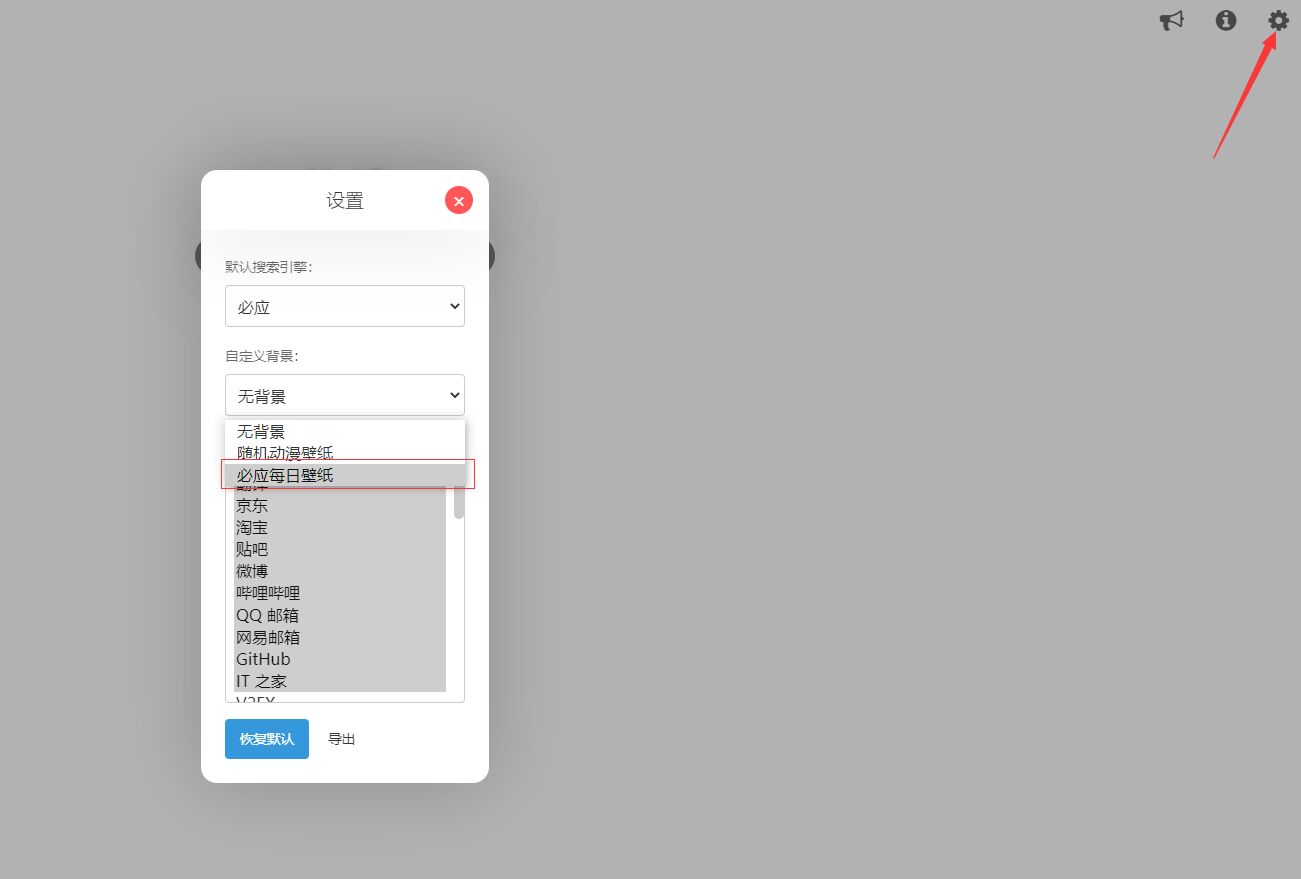 设置
默认搜索引擎：
必应
自定义背景：
无背景
无背景
随机动漫壁纸
必应每日壁纸
京东
淘宝
贴吧
微博
哔哩哔哩
QQ 邮箱
网易邮箱
GitHub
IT 之家
V2EX
恢复默认
导出